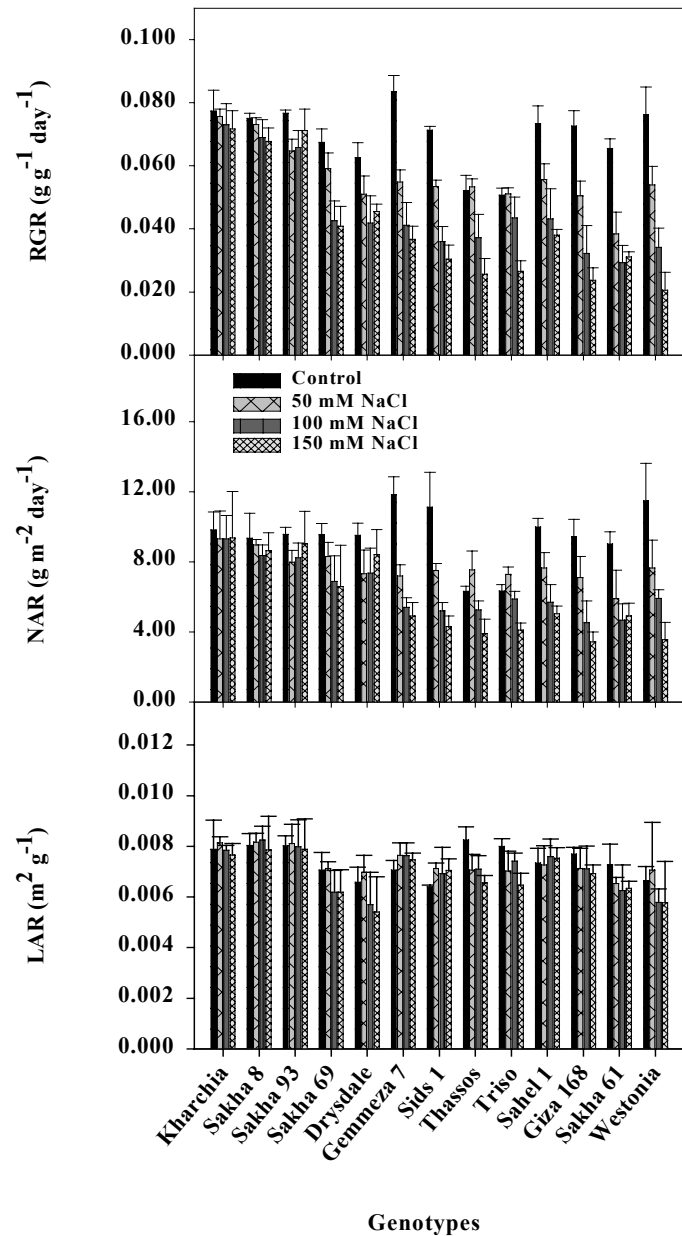 0.100
0.080
0.060
0.040
0.020
0.000
RGR (g g⁻¹ day⁻¹)
Control
50 mM NaCl
100 mM NaCl
150 mM NaCl
16.00
12.00
8.00
4.00
0.00
NAR (g m⁻² day⁻¹)
0.012
0.010
0.008
0.006
0.004
0.002
0.000
LAR (m² g⁻¹)
Kharchia
Sakha 8
Sakha 93
Sakha 69
Drysdale
Gemmeza 7
Sids 1
Thassos
Triso
Sahel 1
Giza 168
Sakha 61
Westonia
Genotypes